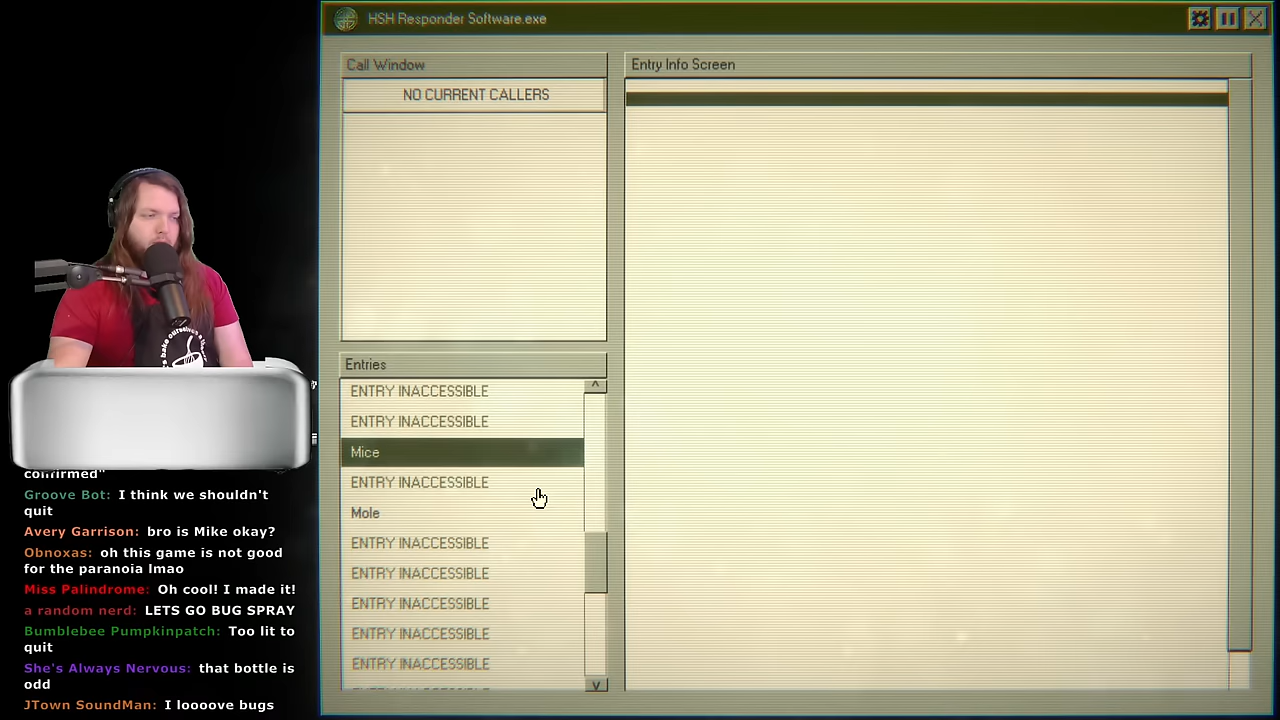 HSH Responder Software.exe
Call Window
NO CURRENT CALLERS
Entry Info Screen
Entries
ENTRY INACCESSIBLE
ENTRY INACCESSIBLE
Mice
ENTRY INACCESSIBLE
Mole
ENTRY INACCESSIBLE
ENTRY INACCESSIBLE
ENTRY INACCESSIBLE
ENTRY INACCESSIBLE
ENTRY INACCESSIBLE
confirmed"
Groove Bot: I think we shouldn't
quit
Avery Garrison: bro is Mike okay?
Obnoxas: oh this game is not good
for the paranoia lmao
Miss Palindrome: Oh cool! I made it!
a random nerd: LETS GO BUG SPRAY
Bumblebee Pumpkinpatch: Too lit to
quit
She's Always Nervous: that bottle is
odd
JTown SoundMan: I loooove bugs